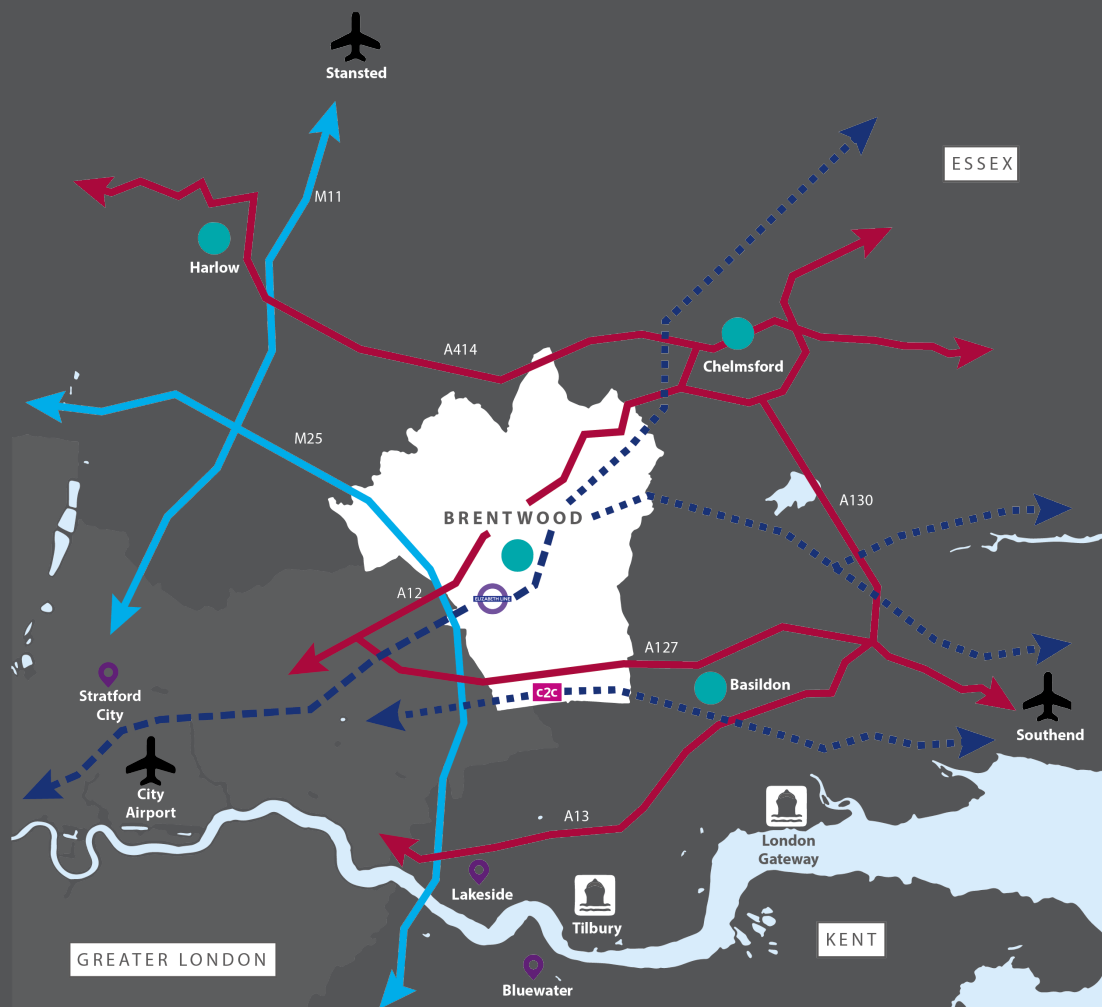 Stansted
ESSEX
M11
Harlow
A414
Chelmsford
M25
A130
BRENTWOOD
A12
ELIZABETH LINE
A127
Stratford
City
c2c
Basildon
Southend
City
Airport
A13
London
Gateway
Lakeside
Tilbury
KENT
GREATER LONDON
Bluewater